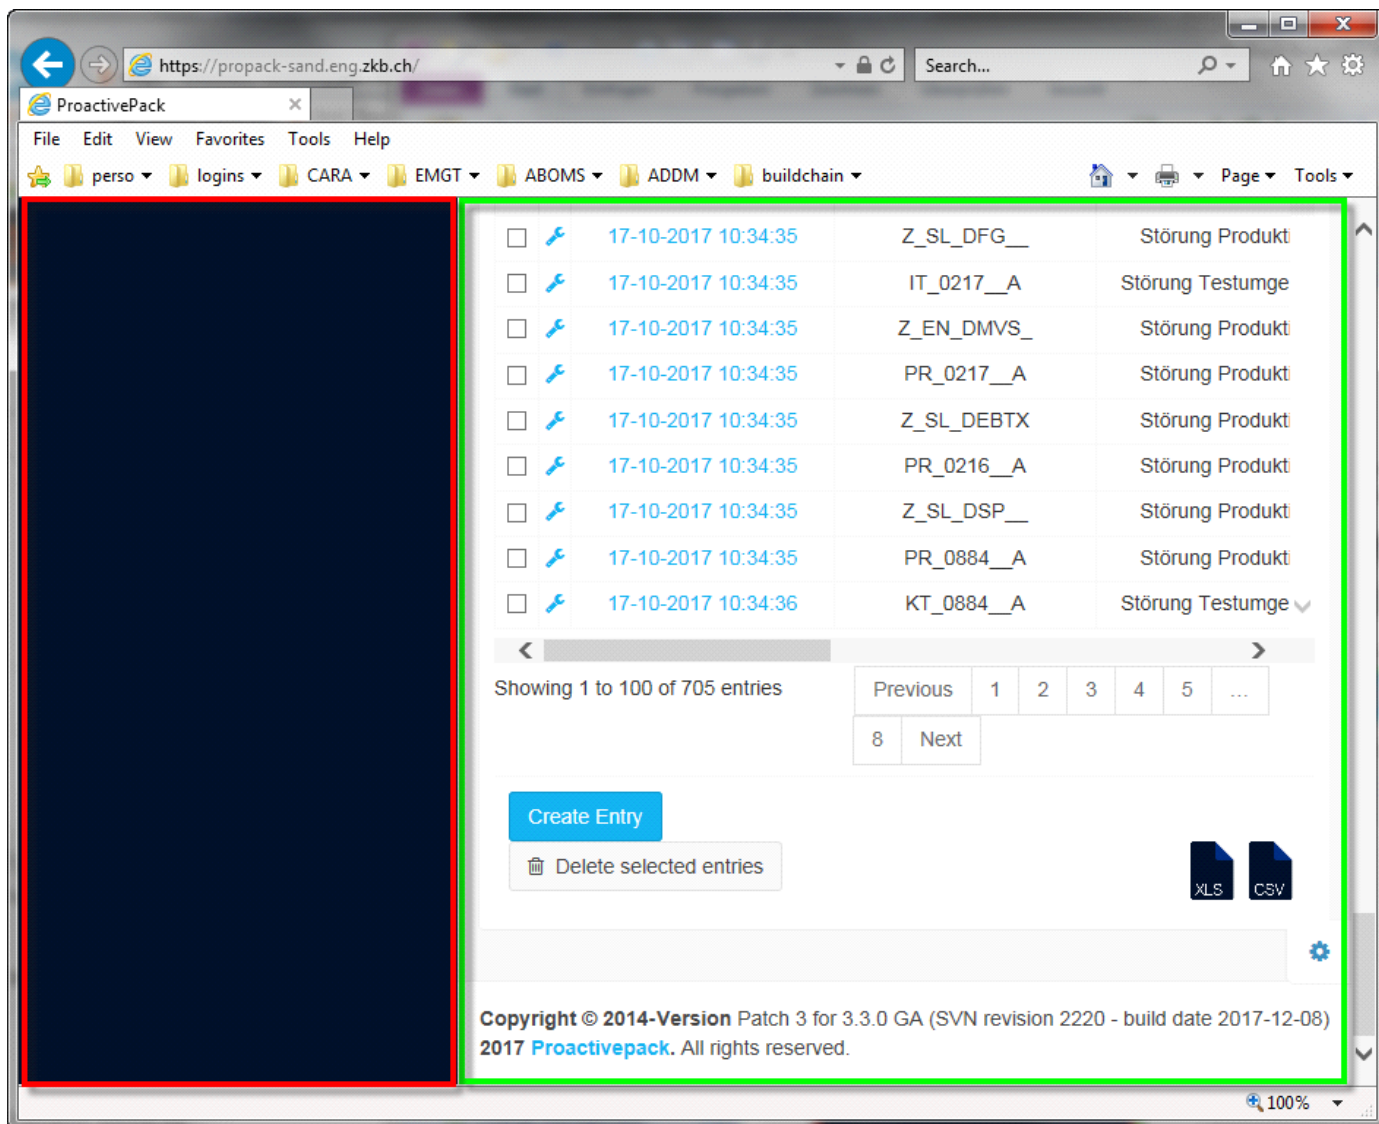 https://propack-sand.eng.zkb.ch/
Search...
ProactivePack
File Edit View Favorites Tools Help
perso logins CARA EMGT ABOMS ADDM buildchain Page Tools
17-10-2017 10:34:35 Z_SL_DFG__ Störung Produkti
17-10-2017 10:34:35 IT_0217__A Störung Testumge
17-10-2017 10:34:35 Z_EN_DMVS_ Störung Produkti
17-10-2017 10:34:35 PR_0217__A Störung Produkti
17-10-2017 10:34:35 Z_SL_DEBTX Störung Produkti
17-10-2017 10:34:35 PR_0216__A Störung Produkti
17-10-2017 10:34:35 Z_SL_DSP__ Störung Produkti
17-10-2017 10:34:35 PR_0884__A Störung Produkti
17-10-2017 10:34:36 KT_0884__A Störung Testumge
Showing 1 to 100 of 705 entries Previous 1 2 3 4 5 ...
8 Next
Create Entry
Delete selected entries
XLS CSV
Copyright © 2014-Version Patch 3 for 3.3.0 GA (SVN revision 2220 - build date 2017-12-08)
2017 Proactivepack. All rights reserved.
100%